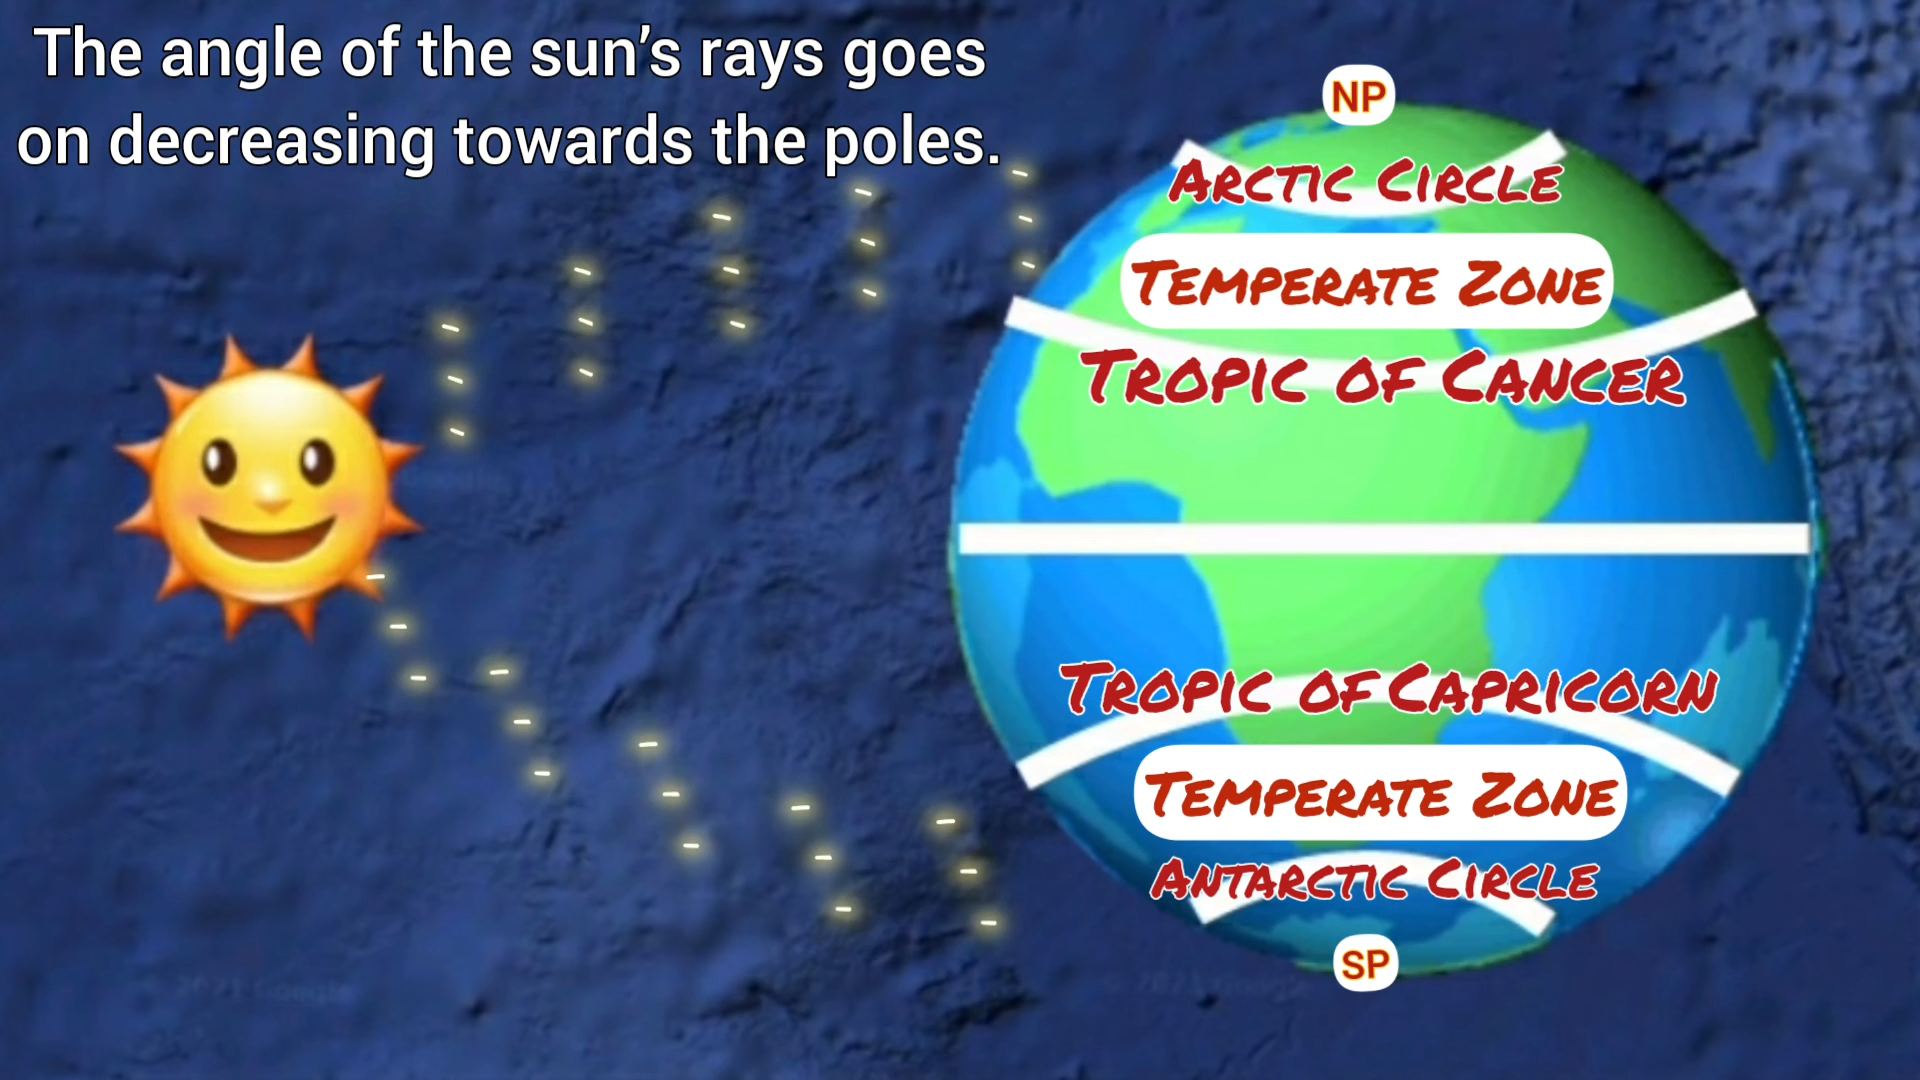 The angle of the sun's rays goes
on decreasing towards the poles.
NP
Arctic Circle
Temperate Zone
Tropic of Cancer
Tropic of Capricorn
Temperate Zone
Antarctic Circle
SP